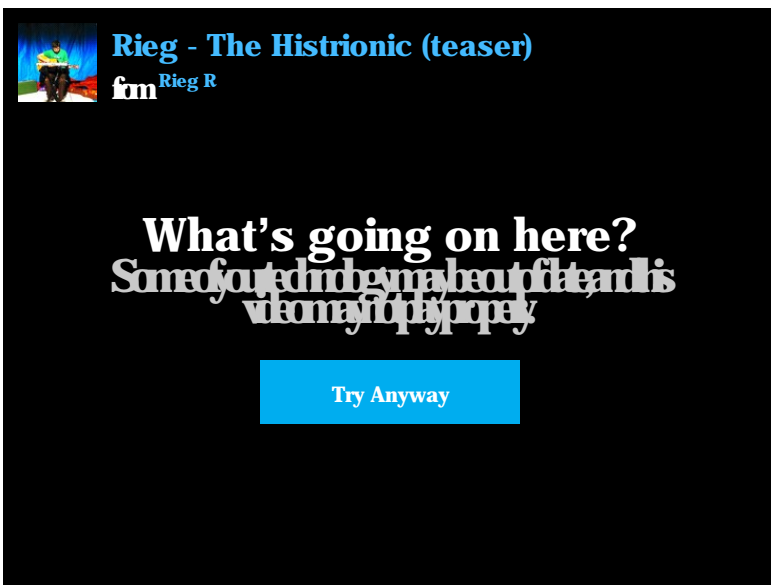 Rieg - The Histrionic (teaser)
from Rieg R
What's going on here?
Some of your technology may be out of date, and this
video may not play properly.
Try Anyway